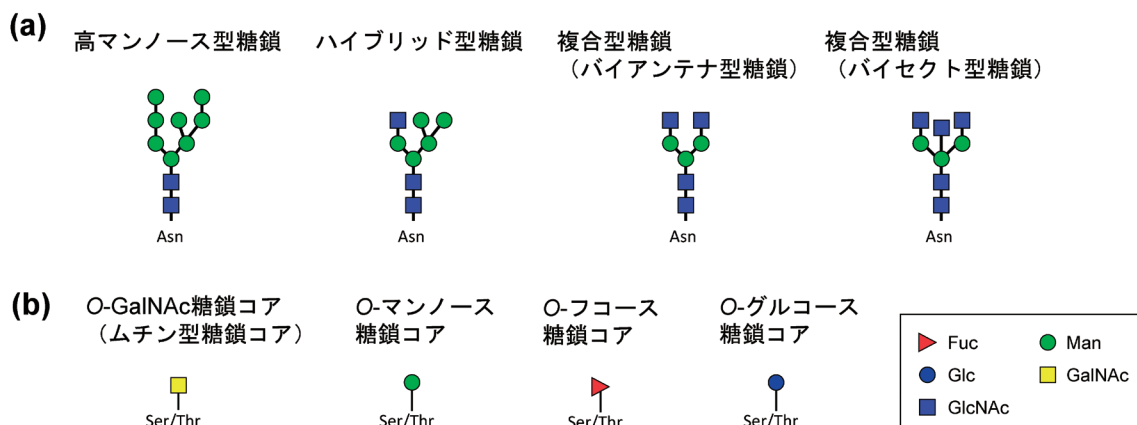 (a)
高マンノース型糖鎖
ハイブリッド型糖鎖
複合型糖鎖
（バイアンテナ型糖鎖）
複合型糖鎖
（バイセクト型糖鎖）
Asn
Asn
Asn
Asn
(b)
O-GalNAc糖鎖コア
（ムチン型糖鎖コア）
O-マンノース
糖鎖コア
O-フコース
糖鎖コア
O-グルコース
糖鎖コア
Ser/Thr
Ser/Thr
Ser/Thr
Ser/Thr
Fuc
Man
Glc
GalNAc
GlcNAc